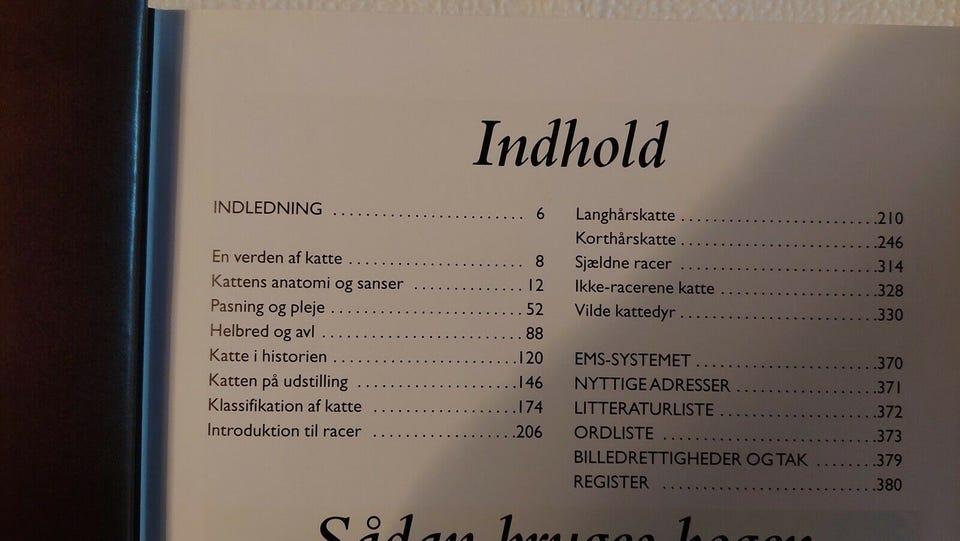 Indhold
INDLEDNING ........................ 6
En verden af katte ...................... 8
Kattens anatomi og sanser .............. 12
Pasning og pleje ........................ 52
Helbred og avl ......................... 88
Katte i historien .......................120
Katten på udstilling ....................146
Klassifikation af katte ..................174
Introduktion til racer ..................206
Langhårskatte .........................210
Korthårskatte .........................246
Sjældne racer .........................314
Ikke-racerene katte ....................328
Vilde kattedyr .........................330
EMS-SYSTEMET .......................370
NYTTIGE ADRESSER ..................371
LITTERATURLISTE ....................372
ORDLISTE ...........................373
BILLEDRETTIGHEDER OG TAK ........379
REGISTER ...........................380
Sådan bruges bogen